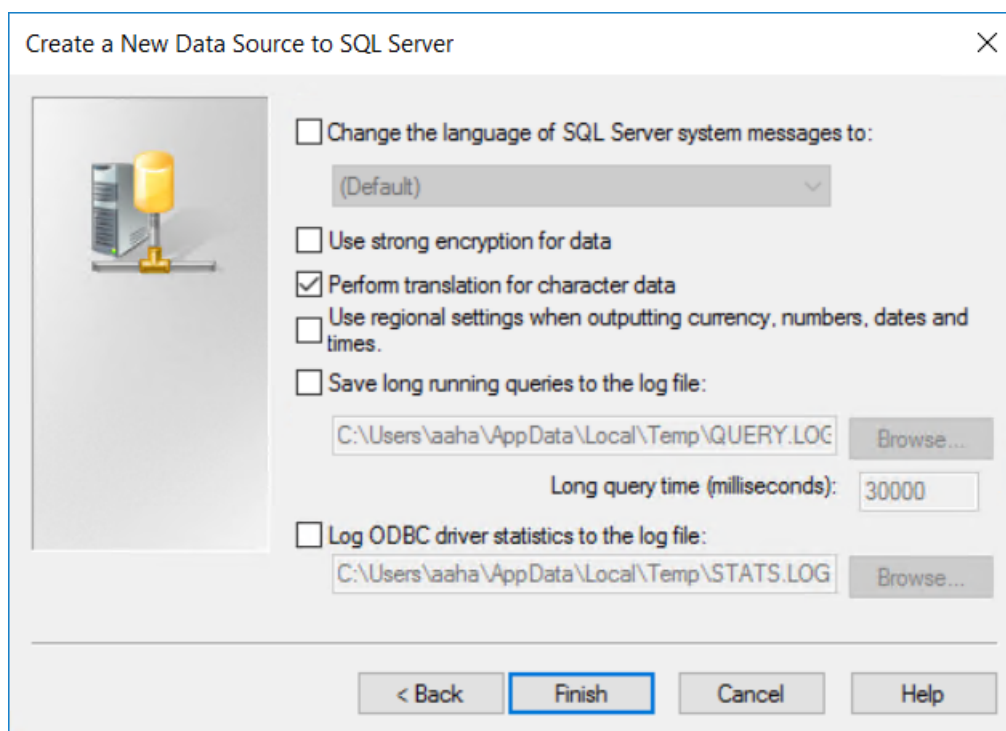 Create a New Data Source to SQL Server
Change the language of SQL Server system messages to:
(Default)
Use strong encryption for data
Perform translation for character data
Use regional settings when outputting currency, numbers, dates and
times.
Save long running queries to the log file:
C:\Users\aaha\AppData\Local\Temp\QUERY.LOG
Browse...
Long query time (milliseconds):
30000
Log ODBC driver statistics to the log file:
C:\Users\aaha\AppData\Local\Temp\STATS.LOG
Browse...
< Back
Finish
Cancel
Help